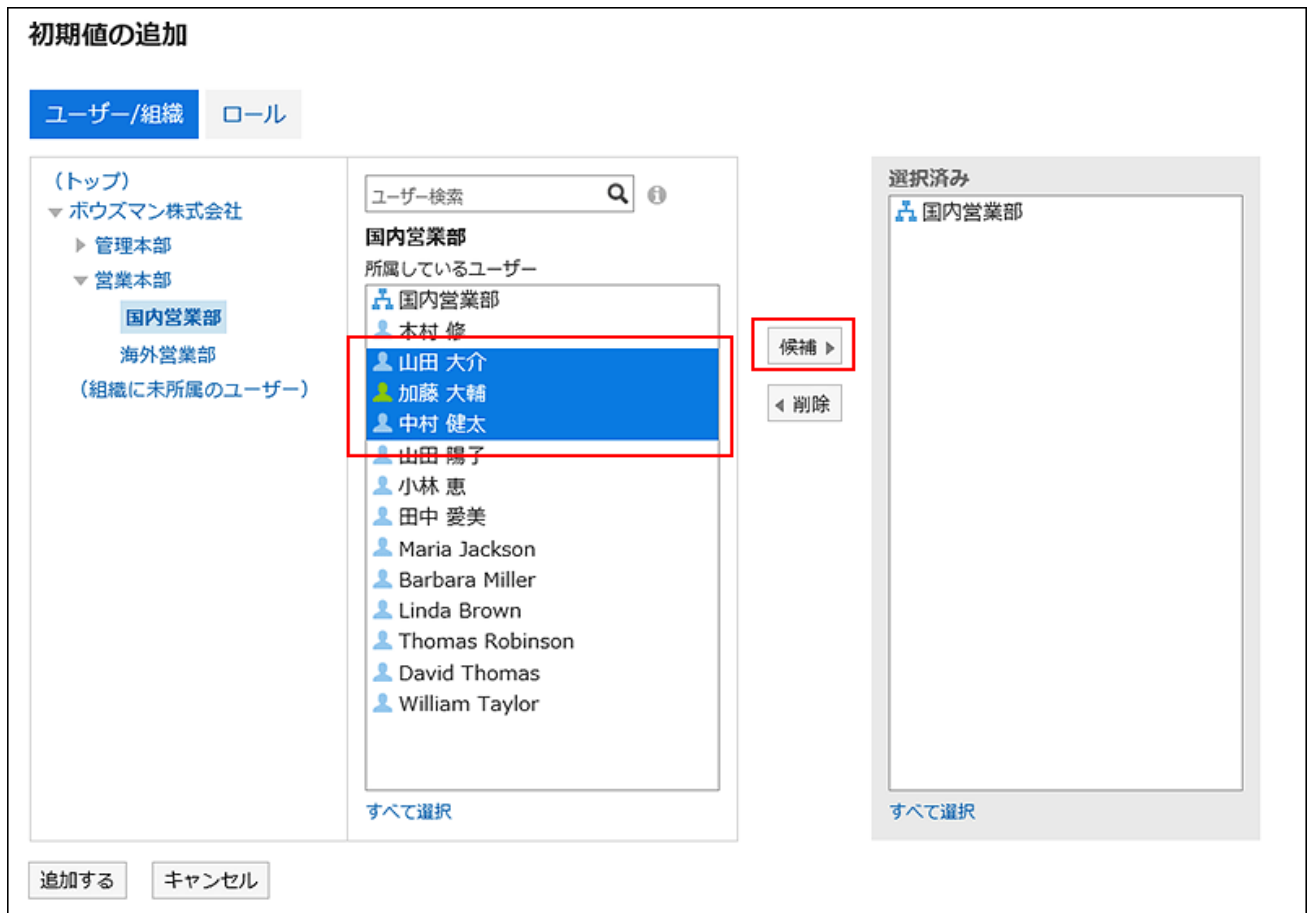 初期値の追加
ユーザー/組織
ロール
(トップ)
ボウズマン株式会社
管理本部
営業本部
国内営業部
海外営業部
(組織に未所属のユーザー)
ユーザー検索
国内営業部
所属しているユーザー
国内営業部
本村 修
山田 大介
加藤 大輔
中村 健太
山田 陽子
小林 恵
田中 愛美
Maria Jackson
Barbara Miller
Linda Brown
Thomas Robinson
David Thomas
William Taylor
すべて選択
候補
削除
選択済み
国内営業部
すべて選択
追加する
キャンセル